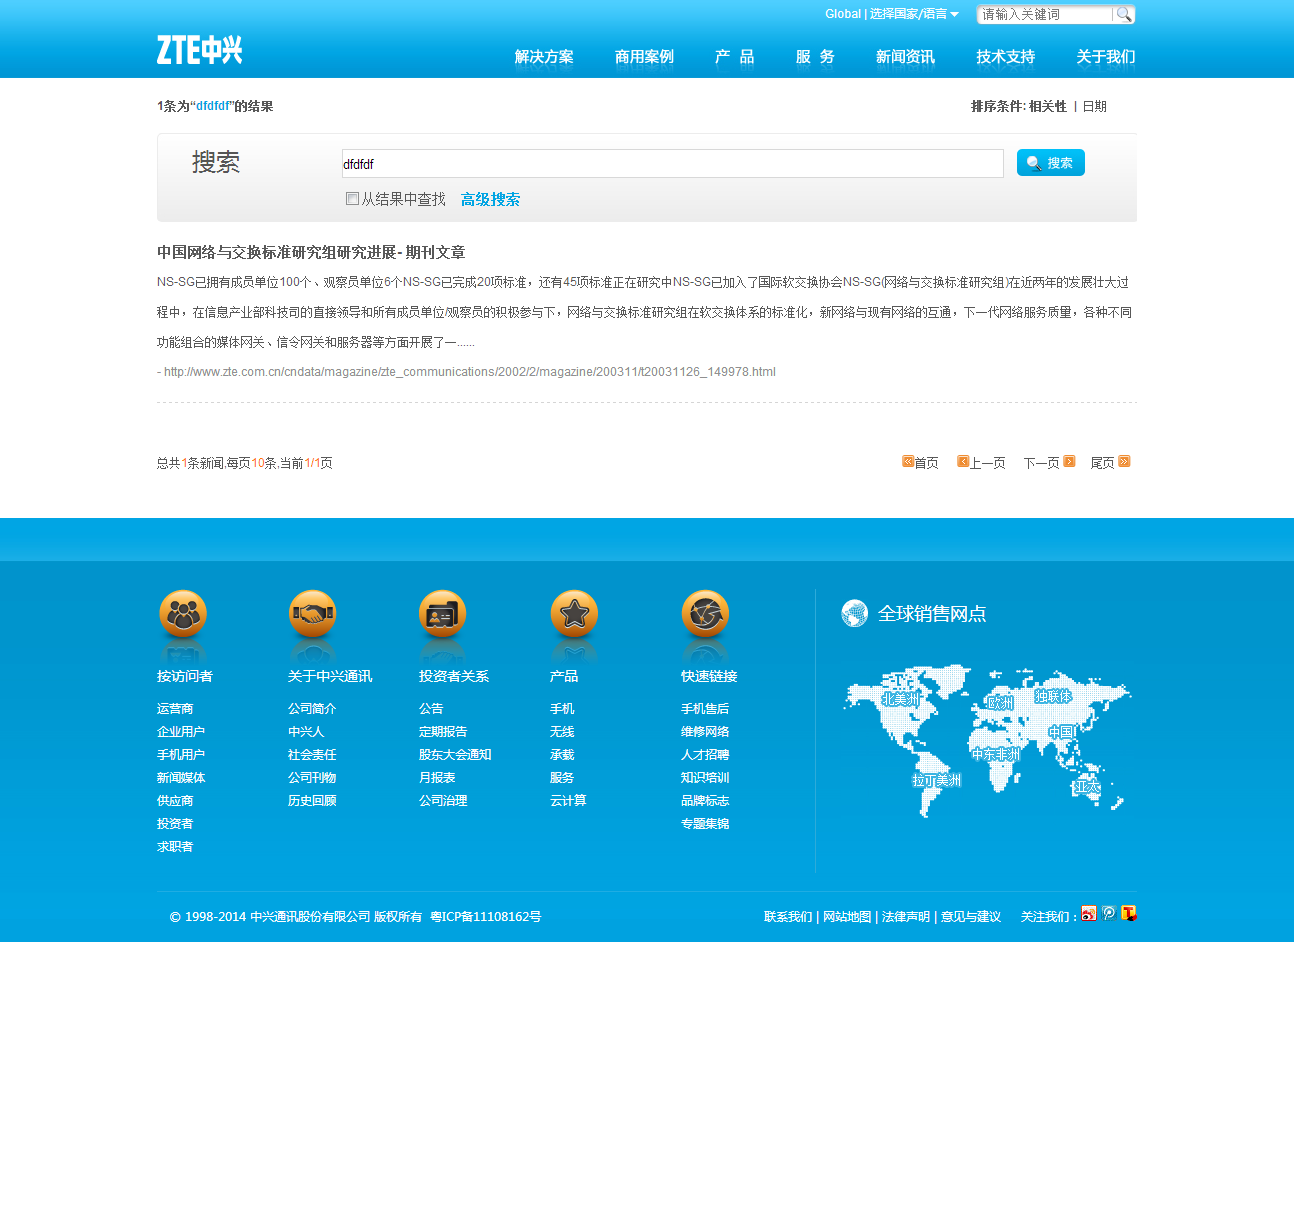 Global | 选择国家/语言
请输入关键词
ZTE中兴
解决方案 商用案例 产 品 服 务 新闻资讯 技术支持 关于我们
1条为“dfdfdf”的结果
排序条件: 相关性 | 日期
搜索
dfdfdf
搜索
从结果中查找 高级搜索
中国网络与交换标准研究组研究进展- 期刊文章
NS-SG已拥有成员单位100个、观察员单位6个NS-SG已完成20项标准，还有45项标准正在研究中NS-SG已加入了国际软交换协会NS-SG(网络与交换标准研究组)在近两年的发展壮大过
程中，在信息产业部科技司的直接领导和所有成员单位/观察员的积极参与下，网络与交换标准研究组在软交换体系的标准化，新网络与现有网络的互通，下一代网络服务质量，各种不同
功能组合的媒体网关、信令网关和服务器等方面开展了一......
- http://www.zte.com.cn/cndata/magazine/zte_communications/2002/2/magazine/200311/t20031126_149978.html
总共1条新闻,每页10条,当前1/1页
首页 上一页 下一页 尾页
按访问者
运营商
企业用户
手机用户
新闻媒体
供应商
投资者
求职者
关于中兴通讯
公司简介
中兴人
社会责任
公司刊物
历史回顾
投资者关系
公告
定期报告
股东大会通知
月报表
公司治理
产品
手机
无线
承载
服务
云计算
快速链接
手机售后
维修网络
人才招聘
知识培训
品牌标志
专题集锦
全球销售网点
北美洲
欧洲
独联体
中国
中东非洲
拉丁美洲
亚太
© 1998-2014 中兴通讯股份有限公司 版权所有 粤ICP备11108162号
联系我们 | 网站地图 | 法律声明 | 意见与建议 关注我们：